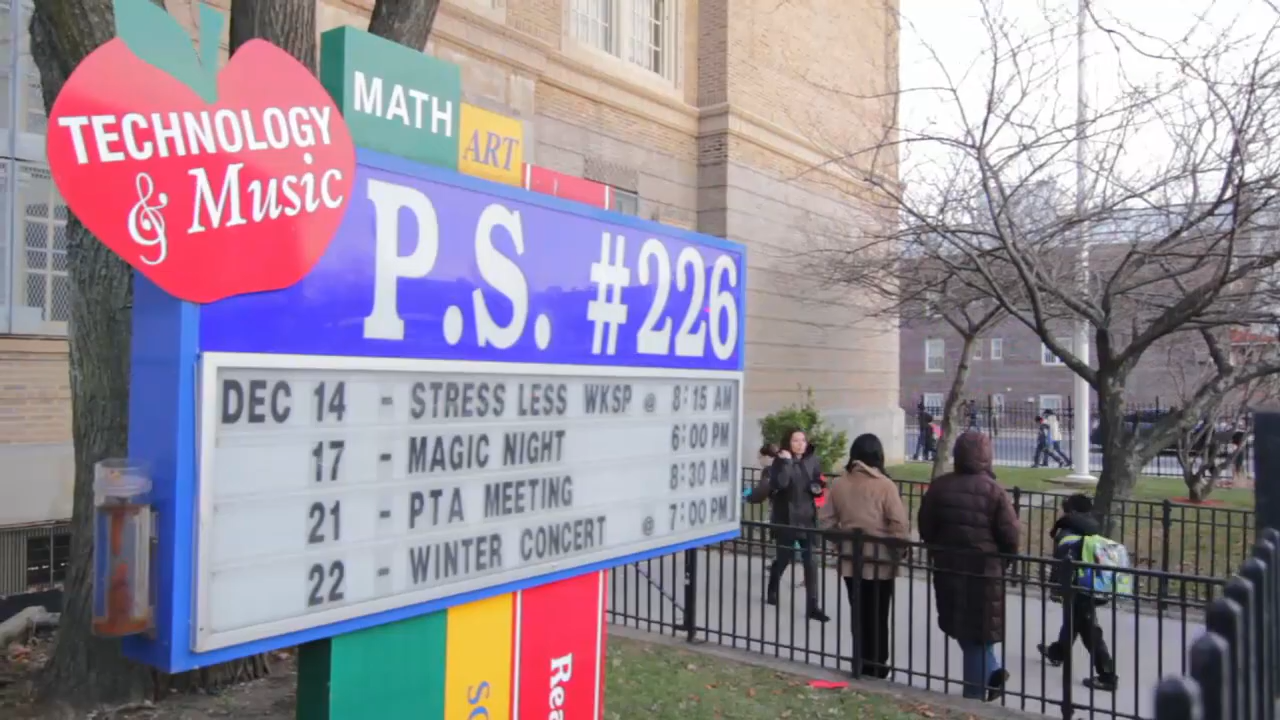 TECHNOLOGY
& Music
MATH
ART
P.S. #226
DEC 14 - STRESS LESS WKSP @ 8:15 AM
17 - MAGIC NIGHT 6:00 PM
21 - PTA MEETING 8:30 AM
22 - WINTER CONCERT @ 7:00 PM